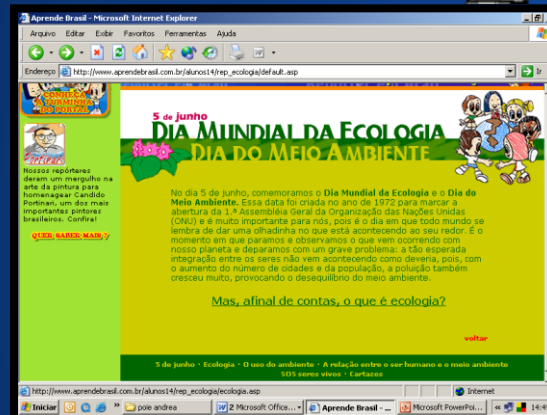 Aprende Brasil - Microsoft Internet Explorer
Arquivo Editar Exibir Favoritos Ferramentas Ajuda
Endereço http://www.aprendebrasil.com.br/alunos14/rep_ecologia/default.asp Ir
CONHEÇA
A TURMINHA
DO PORTAL
Portinari
Nossos repórteres
deram um mergulho na
arte da pintura para
homenagear Candido
Portinari, um dos mais
importantes pintores
brasileiros. Confira!
QUER SABER MAIS?
5 de junho
DIA MUNDIAL DA ECOLOGIA
DIA DO MEIO AMBIENTE
No dia 5 de junho, comemoramos o Dia Mundial da Ecologia e o Dia do
Meio Ambiente. Essa data foi criada no ano de 1972 para marcar a
abertura da 1.ª Assembléia Geral da Organização das Nações Unidas
(ONU) e é muito importante para nós, pois é o dia em que todo mundo se
lembra de dar uma olhadinha no que está acontecendo ao seu redor. É o
momento em que paramos e observamos o que vem ocorrendo com
nosso planeta e deparamos com um grave problema: a tão esperada
integração entre os seres não vem acontecendo como deveria, pois, com
o aumento do número de cidades e da população, a poluição também
cresceu muito, provocando o desequilíbrio do meio ambiente.
Mas, afinal de contas, o que é ecologia?
voltar
5 de junho · Ecologia · O uso do ambiente · A relação entre o ser humano e o meio ambiente
SOS seres vivos · Cartazes
http://www.aprendebrasil.com.br/alunos14/rep_ecologia/ecologia.asp Internet
Iniciar poie andrea 2 Microsoft Office... Aprende Brasil - ... Microsoft PowerPoi...